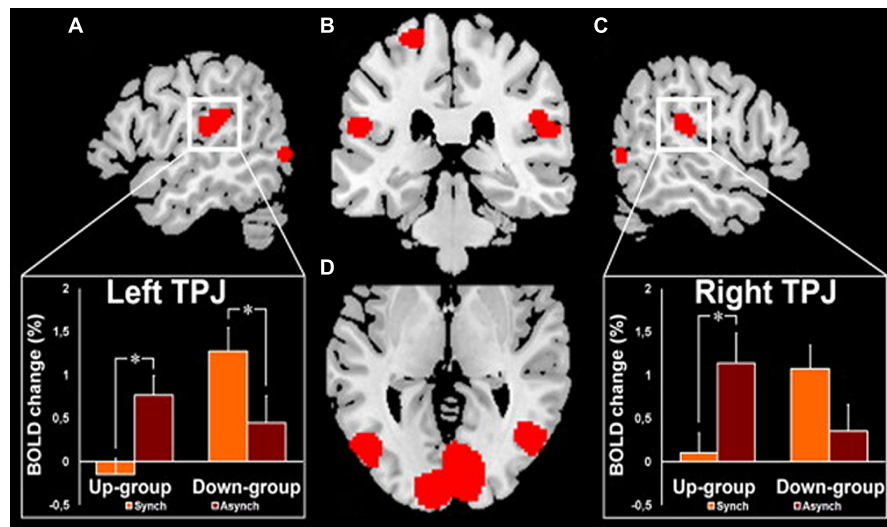 A
B
C
D
Left TPJ
BOLD change (%)
2
1,5
1
0,5
0
-0,5
*
*
Up-group
Down-group
Synch
Asynch
Right TPJ
BOLD change (%)
2
1,5
1
0,5
0
-0,5
*
Up-group
Down-group
Synch
Asynch